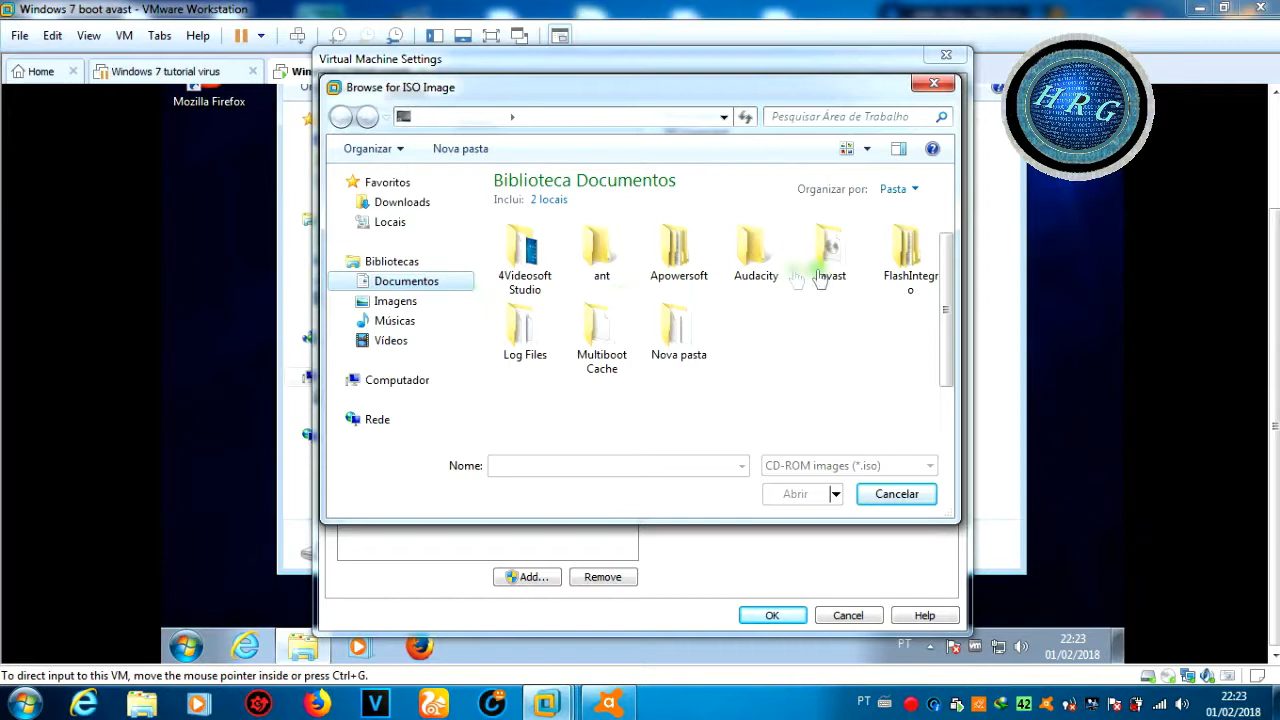 Windows 7 boot avast - VMware Workstation
File Edit View VM Tabs Help
Home
Windows 7 tutorial virus
Win
Mozilla Firefox
Virtual Machine Settings
Browse for ISO Image
Pesquisar Área de Trabalho
Organizar
Nova pasta
Favoritos
Downloads
Locais
Bibliotecas
Documentos
Imagens
Músicas
Vídeos
Computador
Rede
Biblioteca Documentos
Inclui: 2 locais
Organizar por: Pasta
4Videosoft
Studio
ant
Apowersoft
Audacity
FlashIntegr
o
Log Files
Multiboot
Cache
Nova pasta
Nome:
CD-ROM images (*.iso)
Abrir
Cancelar
Add...
Remove
OK
Cancel
Help
HRG
PT
22:23
01/02/2018
To direct input to this VM, move the mouse pointer inside or press Ctrl+G.
PT
42
22:23
01/02/2018